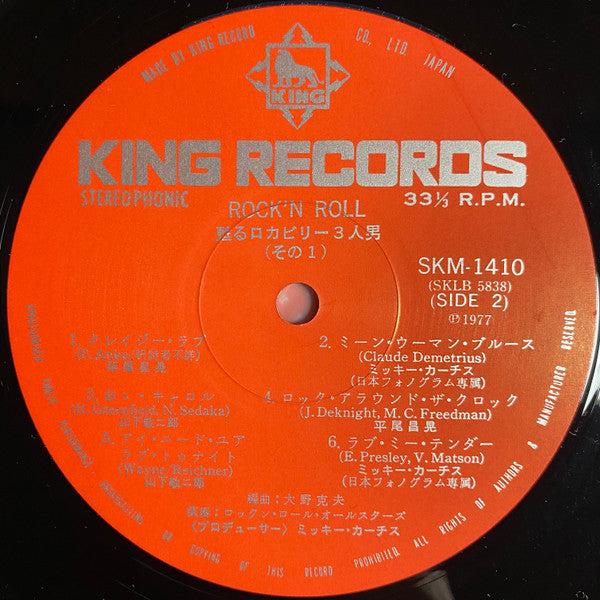 MADE BY KING RECORD CO., LTD. JAPAN
KING
KING RECORDS
STEREOPHONIC
33⅓ R.P.M.
ROCK'N ROLL
甦るロカビリー3人男
(その1)
SKM-1410
(SKLB 5838)
(SIDE 2)
℗1977
1. クレイジー・ラブ
(P. Anka/訳詩者不詳)
平尾昌晃
2. ミーン・ウーマン・ブルース
(Claude Demetrius)
ミッキー・カーチス
(日本フォノグラム専属)
3. おゝ・キャロル
(H. Greenfield, N. Sedaka)
山下敬二郎
4. ロック・アラウンド・ザ・クロック
(J. Deknight, M. C. Freedman)
平尾昌晃
5. アイ・ニード・ユア
ラブ・トゥナイト
(Wayne/Reichner)
山下敬二郎
6. ラブ・ミー・テンダー
(E. Presley, V. Matson)
ミッキー・カーチス
(日本フォノグラム専属)
編曲：大野克夫
演奏：ロックン・ロール・オールスターズ
〈プロデューサー〉ミッキー・カーチス
PUBLIC PERFORMANCE BROADCASTING OR COPYING OF THIS RECORD PROHIBITED. ALL RIGHTS OF AUTHORS & MANUFACTURER RESERVED